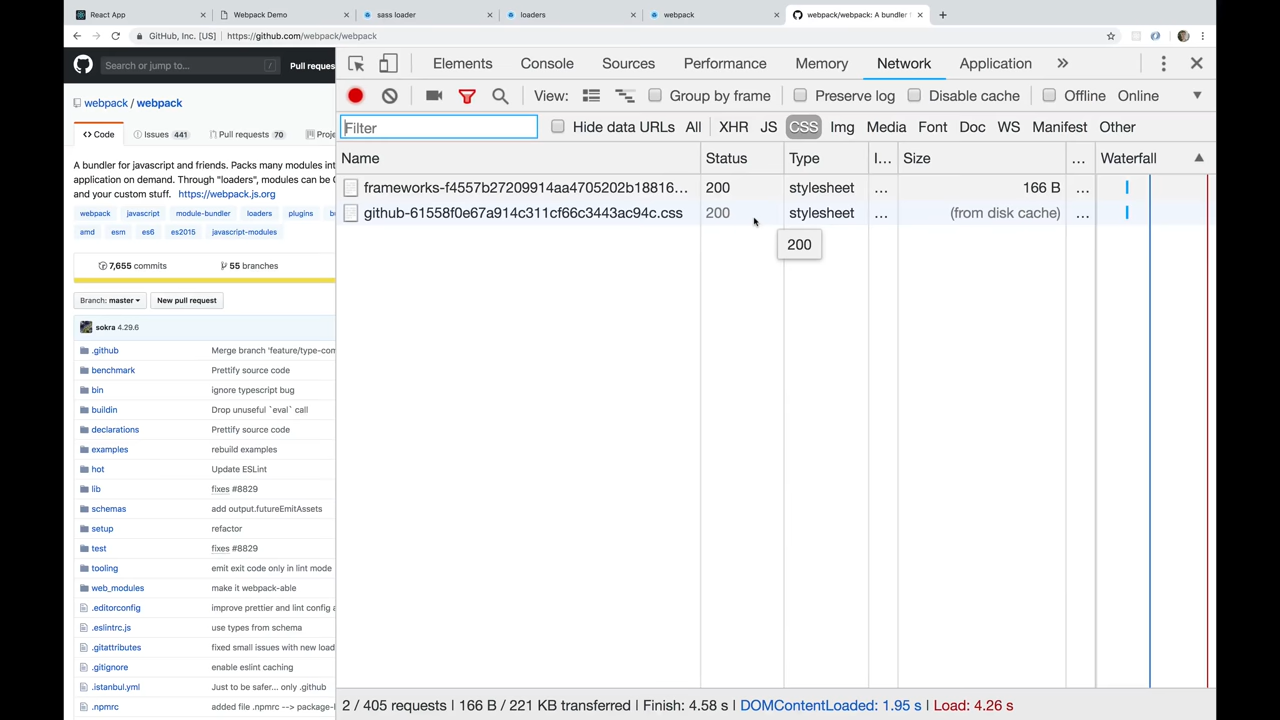 React App
Webpack Demo
sass loader
loaders
webpack
webpack/webpack: A bundler f
GitHub, Inc. [US] | https://github.com/webpack/webpack
Search or jump to... /
Pull reques
webpack / webpack
Code
Issues 441
Pull requests 70
Proje
A bundler for javascript and friends. Packs many modules int
application on demand. Through "loaders", modules can be C
and your custom stuff. https://webpack.js.org
webpack javascript module-bundler loaders plugins b
amd esm es6 es2015 javascript-modules
7,655 commits 55 branches
Branch: master New pull request
sokra 4.29.6
.github Merge branch 'feature/type-com
benchmark Prettify source code
bin ignore typescript bug
buildin Drop unuseful `eval` call
declarations Prettify source code
examples rebuild examples
hot Update ESLint
lib fixes #8829
schemas add output.futureEmitAssets
setup refactor
test fixes #8829
tooling emit exit code only in lint mode
web_modules make it webpack-able
.editorconfig improve prettier and lint config a
.eslintrc.js use types from schema
.gitattributes fixed small issues with new load
.gitignore enable eslint caching
.istanbul.yml Just to be safer... only .github
.npmrc added file .npmrc --> package-l
Elements Console Sources Performance Memory Network Application
View: Group by frame Preserve log Disable cache Offline Online
Filter Hide data URLs All XHR JS CSS Img Media Font Doc WS Manifest Other
Name Status Type I... Size ... Waterfall
frameworks-f4557b27209914aa4705202b18816... 200 stylesheet ... 166 B ...
github-61558f0e67a914c311cf66c3443ac94c.css 200 stylesheet ... (from disk cache) ...
200
2 / 405 requests | 166 B / 221 KB transferred | Finish: 4.58 s | DOMContentLoaded: 1.95 s | Load: 4.26 s